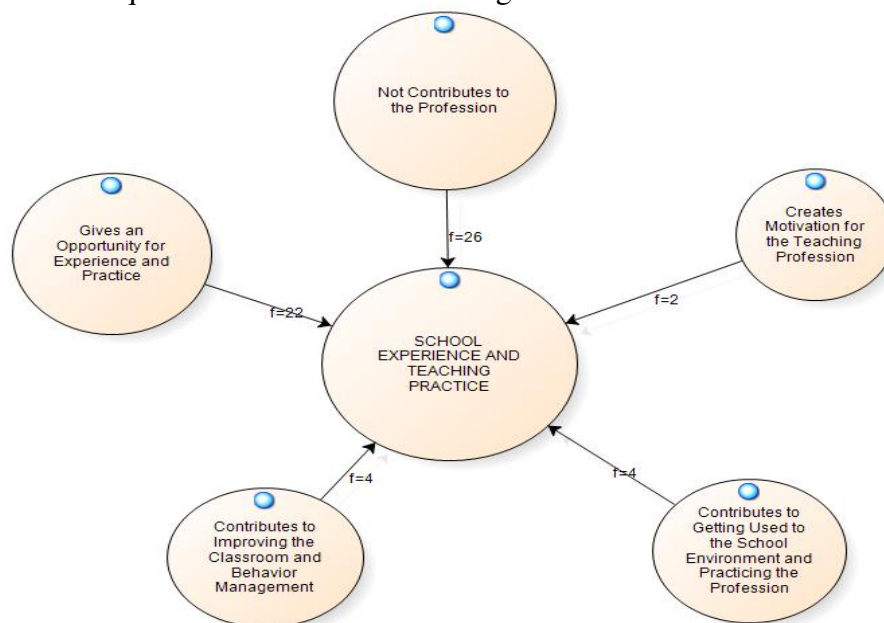 Not Contributes to
the Profession
Gives an
Opportunity for
Experience and
Practice
Creates
Motivation for
the Teaching
Profession
f=26
f=22
f=2
SCHOOL
EXPERIENCE AND
TEACHING
PRACTICE
f=4
f=4
Contributes to
Improving the
Classroom and
Behavior
Management
Contributes to
Getting Used to
the School
Environment and
Practicing the
Profession